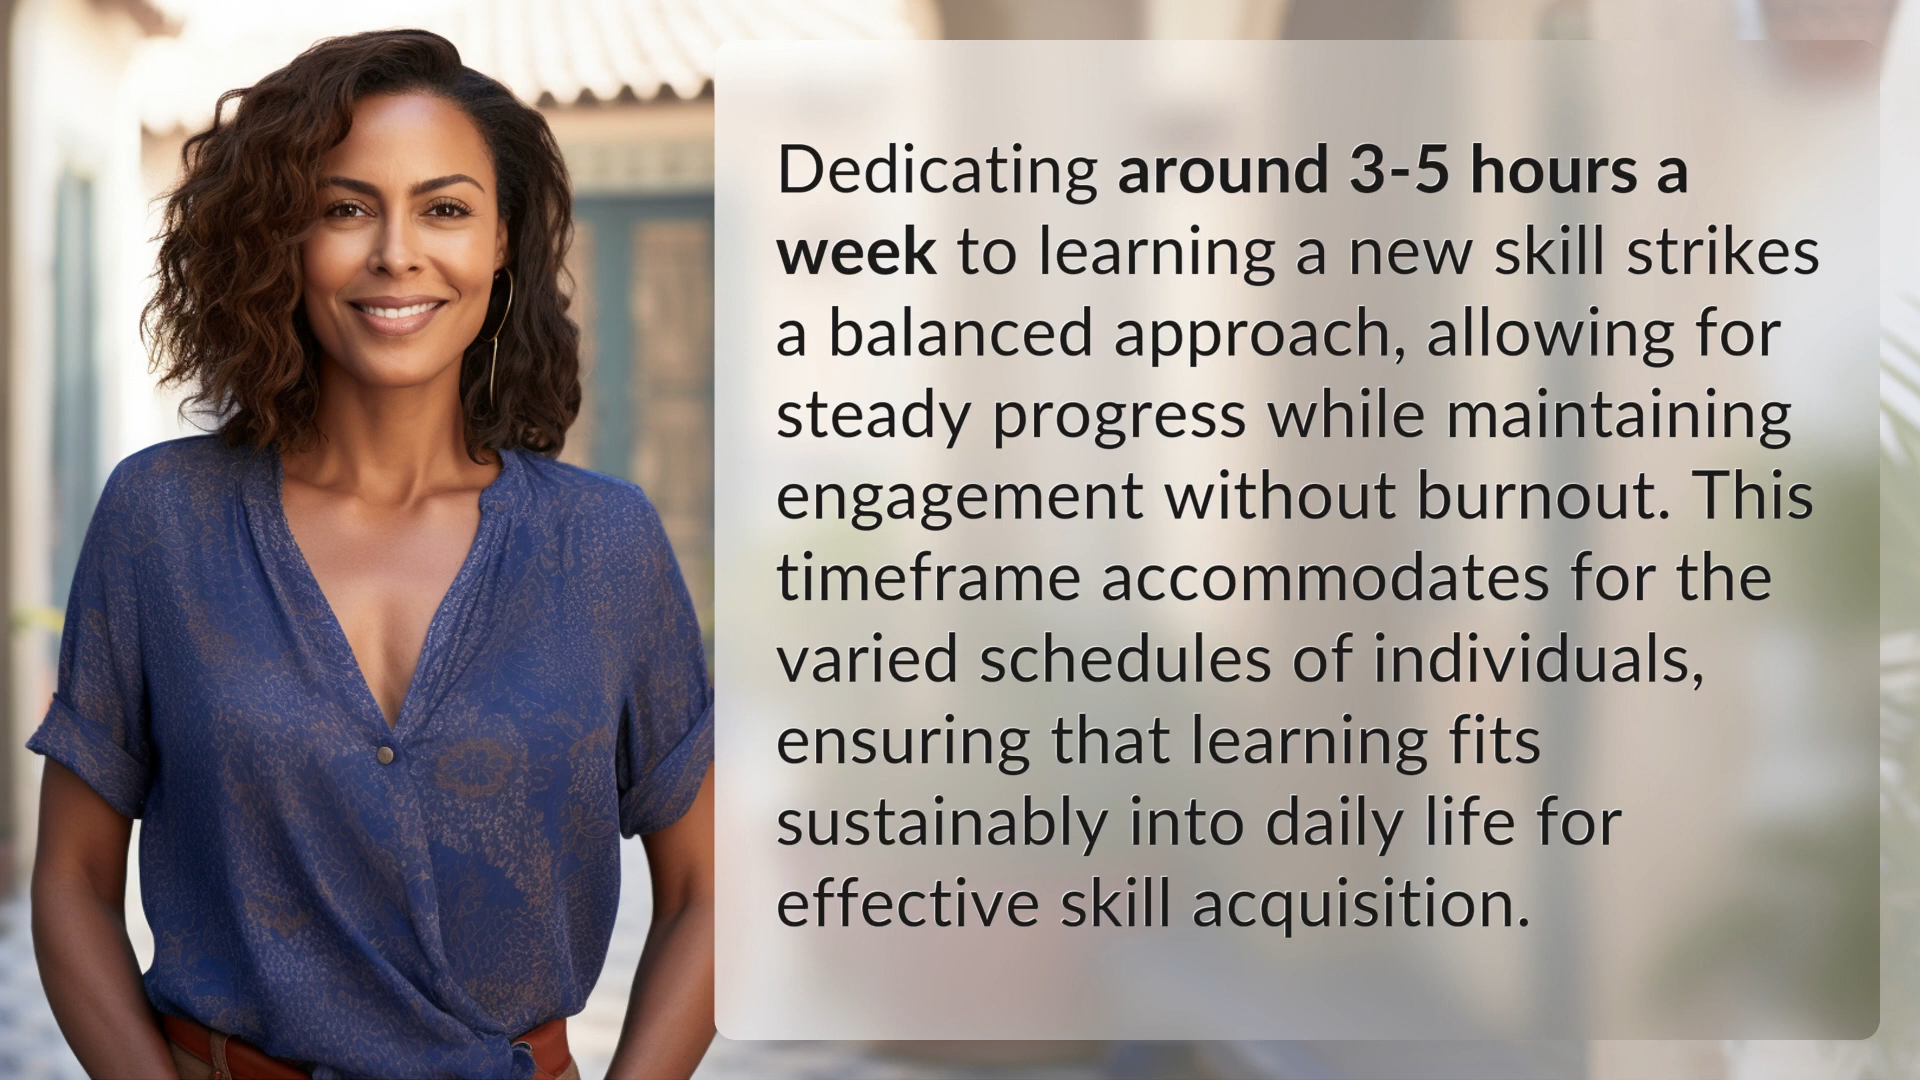 Dedicating around 3-5 hours a
week to learning a new skill strikes
a balanced approach, allowing for
steady progress while maintaining
engagement without burnout. This
timeframe accommodates for the
varied schedules of individuals,
ensuring that learning fits
sustainably into daily life for
effective skill acquisition.